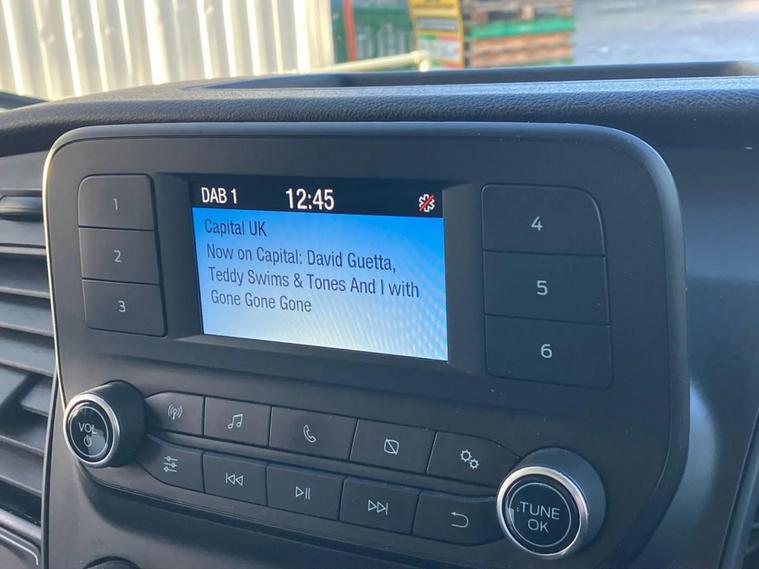 DAB 1 12:45
Capital UK
Now on Capital: David Guetta,
Teddy Swims & Tones And I with
Gone Gone Gone
1
2
3
4
5
6
VOL
TUNE
OK